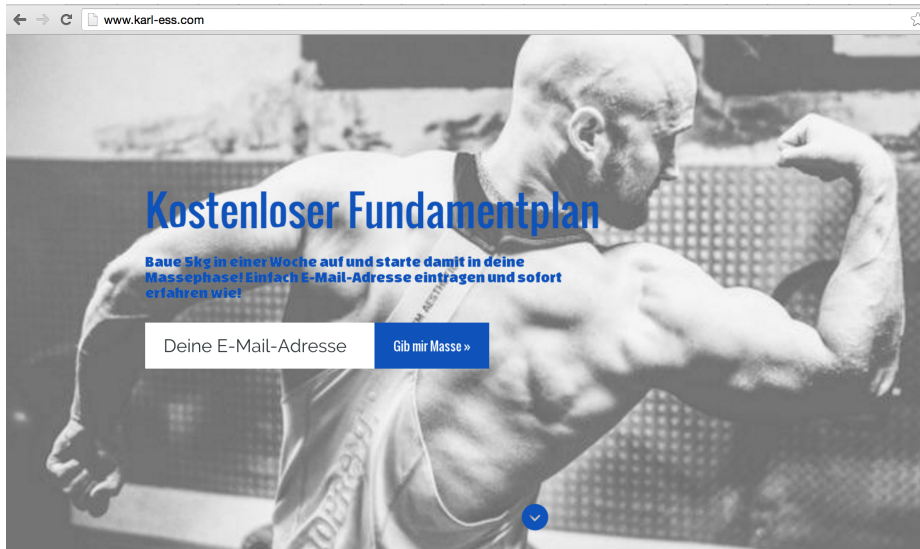 www.karl-ess.com
Kostenloser Fundamentplan
Baue 5kg in einer Woche auf und starte damit in deine
Massephase! Einfach E-Mail-Adresse eintragen und sofort
erfahren wie!
Deine E-Mail-Adresse
Gib mir Masse »